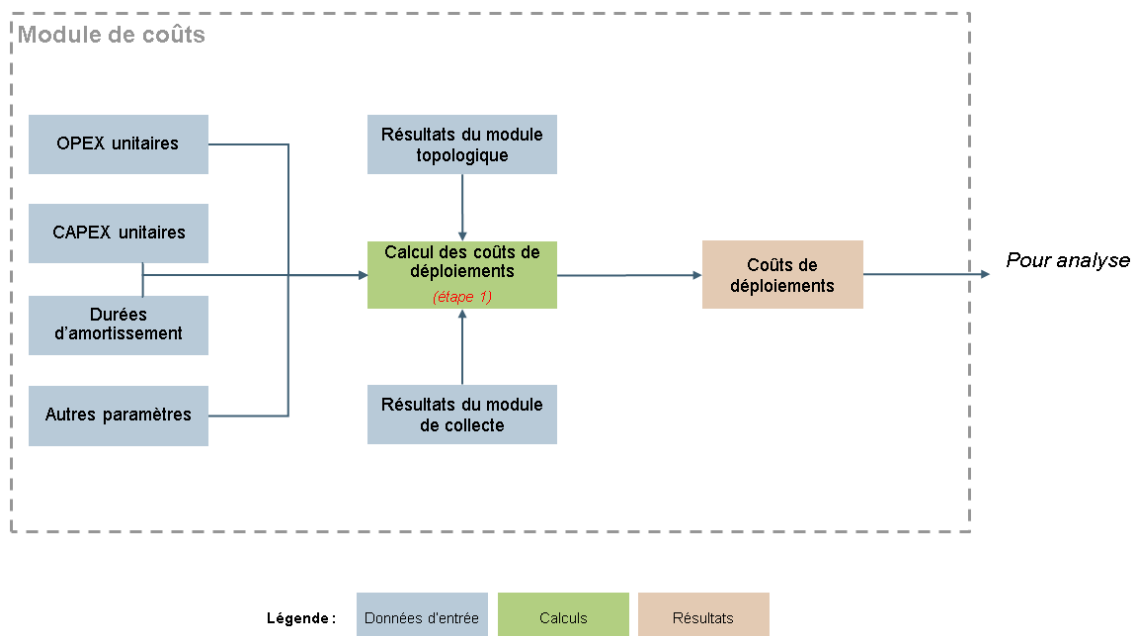 Module de coûts
OPEX unitaires
CAPEX unitaires
Durées
d'amortissement
Autres paramètres
Résultats du module
topologique
Calcul des coûts de
déploiements
(étape 1)
Résultats du module
de collecte
Coûts de
déploiements
Pour analyse
Légende :
Données d'entrée
Calculs
Résultats